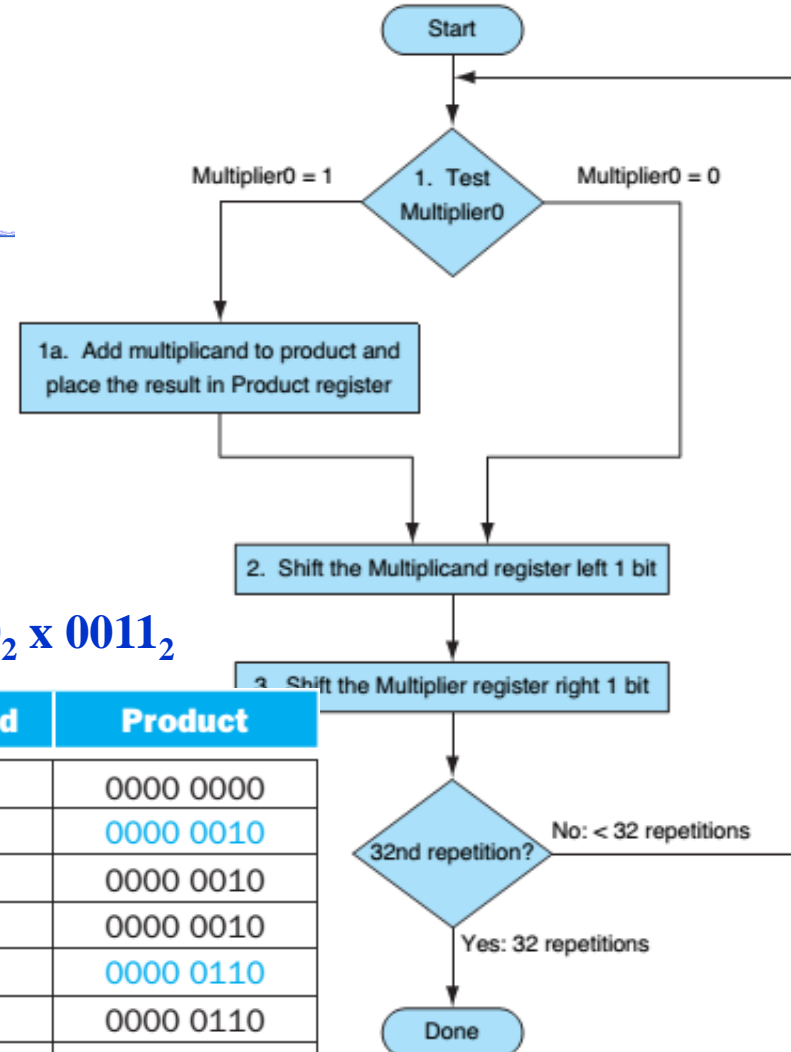 Start
Multiplier0 = 1
1. Test
Multiplier0
Multiplier0 = 0
1a. Add multiplicand to product and
place the result in Product register
2. Shift the Multiplicand register left 1 bit
₂ x 0011₂
3. Shift the Multiplier register right 1 bit
d Product
0000 0000
0000 0010
0000 0010
0000 0010
0000 0110
0000 0110
32nd repetition?
No: < 32 repetitions
Yes: 32 repetitions
Done